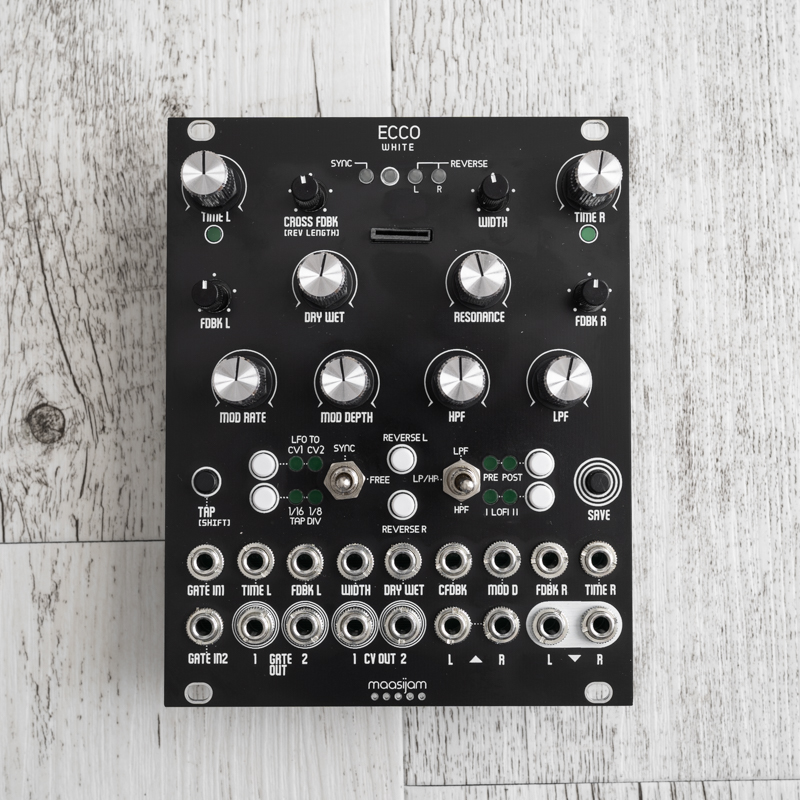 ECCO
WHITE
SYNC
REVERSE
L R
TIME L
CROSS FDBK
[REV LENGTH]
WIDTH
TIME R
FDBK L
DRY WET
RESONANCE
FDBK R
MOD RATE
MOD DEPTH
HPF
LPF
LFO TO
CV1 CV2
SYNC
REVERSE L
LPF
FREE
LP/HP
PRE POST
TAP
[SHIFT]
1/16 1/8
TAP DIV
REVERSE R
HPF
I LOFI II
SAVE
GATE IN1
TIME L
FDBK L
WIDTH
DRY WET
CFDBK
MOD D
FDBK R
TIME R
GATE IN2
1 GATE OUT 2
1 CV OUT 2
L ▲ R
L ▼ R
maasijam